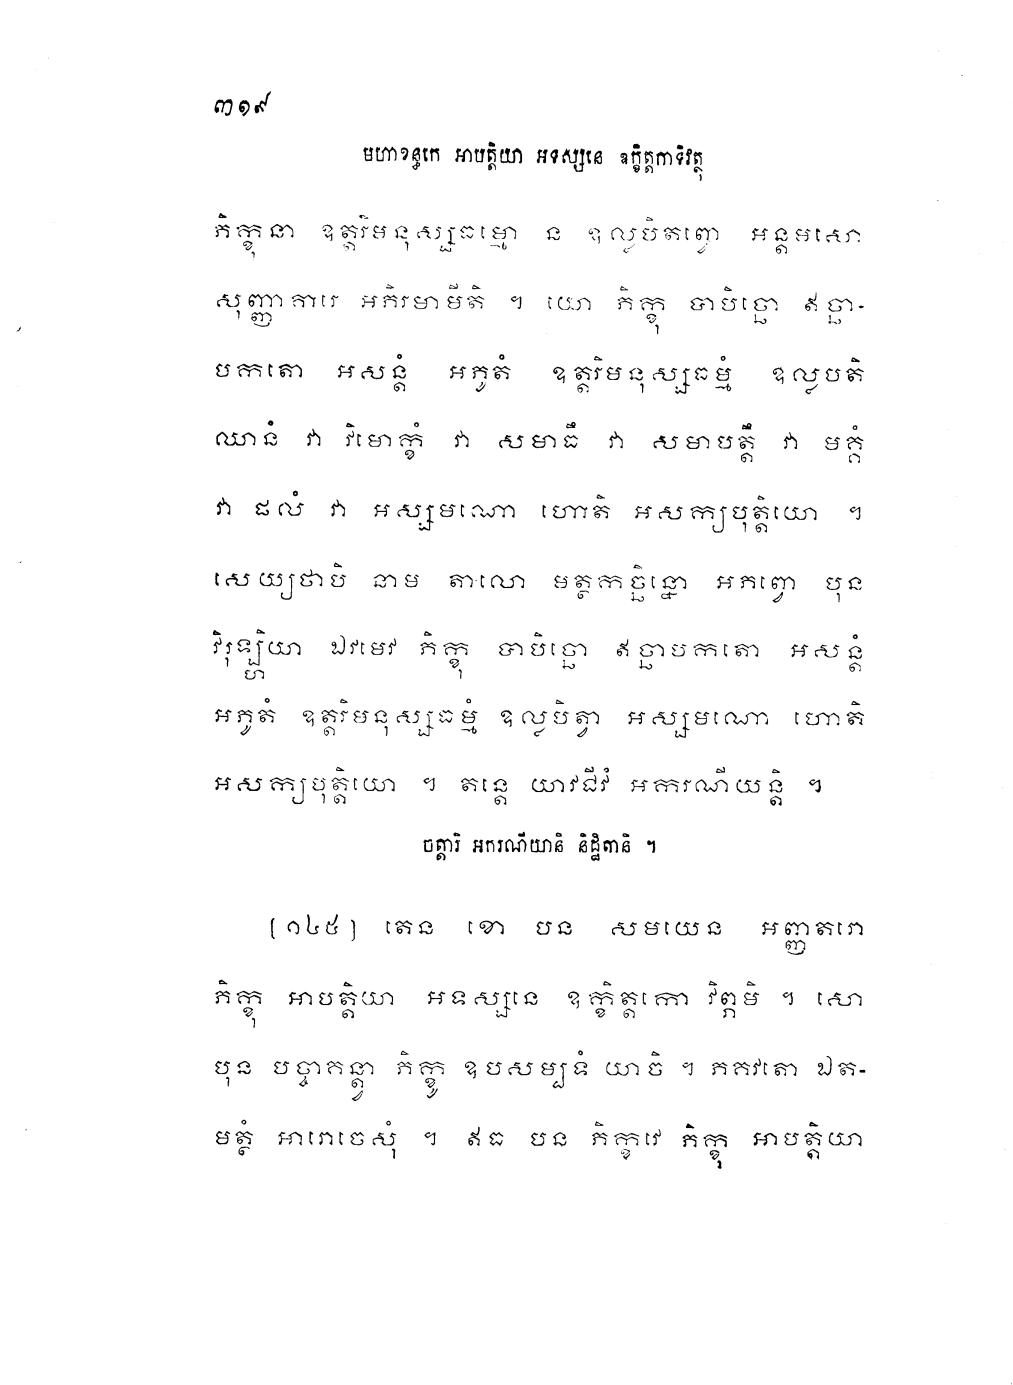 ៣១៩
មហាខន្ធកេ អាបត្តិយា អទស្សនេ ឧក្ខិត្តកាទិវត្ថុ
ភិក្ខុនា ឧត្តរិមនុស្សធម្មោ ន ឧល្លបិតព្វោ អន្តមសោ
សុញ្ញាគារេ អភិរមាមីតិ ។ យោ ភិក្ខុ បាបិច្ឆោ ឥច្ឆា-
បកតោ អសន្តំ អភូតំ ឧត្តរិមនុស្សធម្មំ ឧល្លបតិ
ឈានំ វា វិមោក្ខំ វា សមាធឹ វា សមាបត្តឹ វា មគ្គំ
វា ផលំ វា អស្សមណោ ហោតិ អសក្យបុត្តិយោ ។
សេយ្យថាបិ នាម តាលោ មត្ថកច្ឆិន្នោ អភព្វោ បុន
វិរុឡ្ហិយា ឯវមេវ ភិក្ខុ បាបិច្ឆោ ឥច្ឆាបកតោ អសន្តំ
អភូតំ ឧត្តរិមនុស្សធម្មំ ឧល្លបិត្វា អស្សមណោ ហោតិ
អសក្យបុត្តិយោ ។ តន្តេ យាវជីវំ អករណីយន្តិ ។
ចត្តារិ អករណីយានិ និដ្ឋិតានិ ។
[១៤៥] តេន ខោ បន សមយេន អញ្ញតរោ
ភិក្ខុ អាបត្តិយា អទស្សនេ ឧក្ខិត្តកោ វិព្ភមិ ។ សោ
បុន បច្ចាគន្ត្វា ភិក្ខូ ឧបសម្បទំ យាចិ ។ ភគវតោ ឯត-
មត្ថំ អារោចេសុំ ។ ឥធ បន ភិក្ខវេ ភិក្ខុ អាបត្តិយា